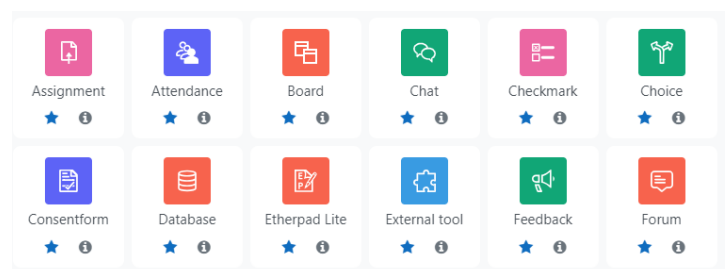 Assignment Attendance Board Chat Checkmark Choice
Consentform Database Etherpad Lite External tool Feedback Forum